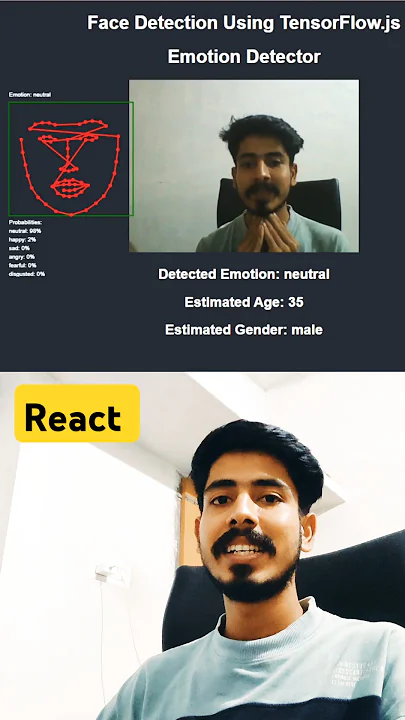 Face Detection Using TensorFlow.js
Emotion Detector
Emotion: neutral
Probabilities:
neutral: 98%
happy: 2%
sad: 0%
angry: 0%
fearful: 0%
disgusted: 0%
Detected Emotion: neutral
Estimated Age: 35
Estimated Gender: male
React